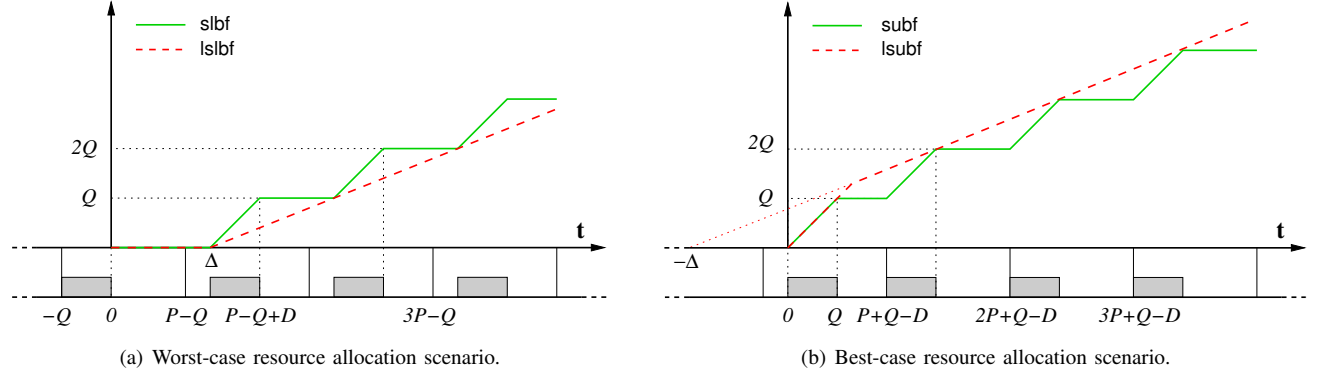 slbf
lslbf
2Q
Q
t
Δ
−Q 0 P−Q P−Q+D 3P−Q
(a) Worst-case resource allocation scenario.
subf
lsubf
2Q
Q
t
−Δ
0 Q P+Q−D 2P+Q−D 3P+Q−D
(b) Best-case resource allocation scenario.